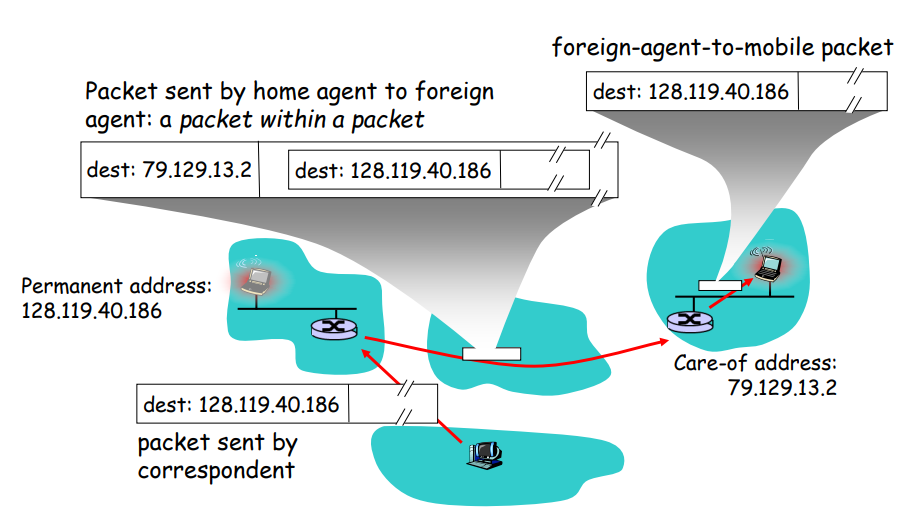 foreign-agent-to-mobile packet
dest: 128.119.40.186
Packet sent by home agent to foreign
agent: a packet within a packet
dest: 79.129.13.2
dest: 128.119.40.186
Permanent address:
128.119.40.186
Care-of address:
79.129.13.2
dest: 128.119.40.186
packet sent by
correspondent